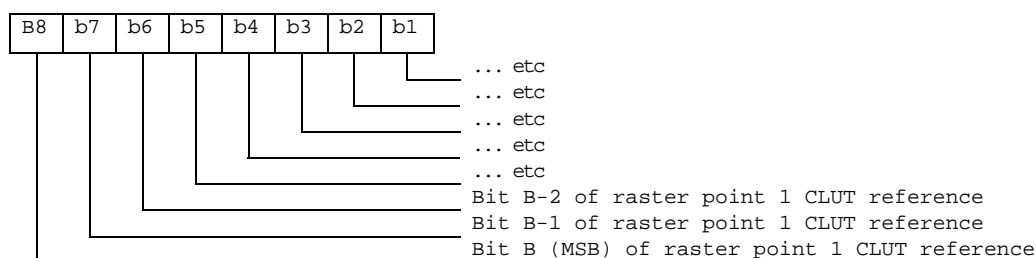 B8 b7 b6 b5 b4 b3 b2 b1
... etc
... etc
... etc
... etc
... etc
Bit B-2 of raster point 1 CLUT reference
Bit B-1 of raster point 1 CLUT reference
Bit B (MSB) of raster point 1 CLUT reference